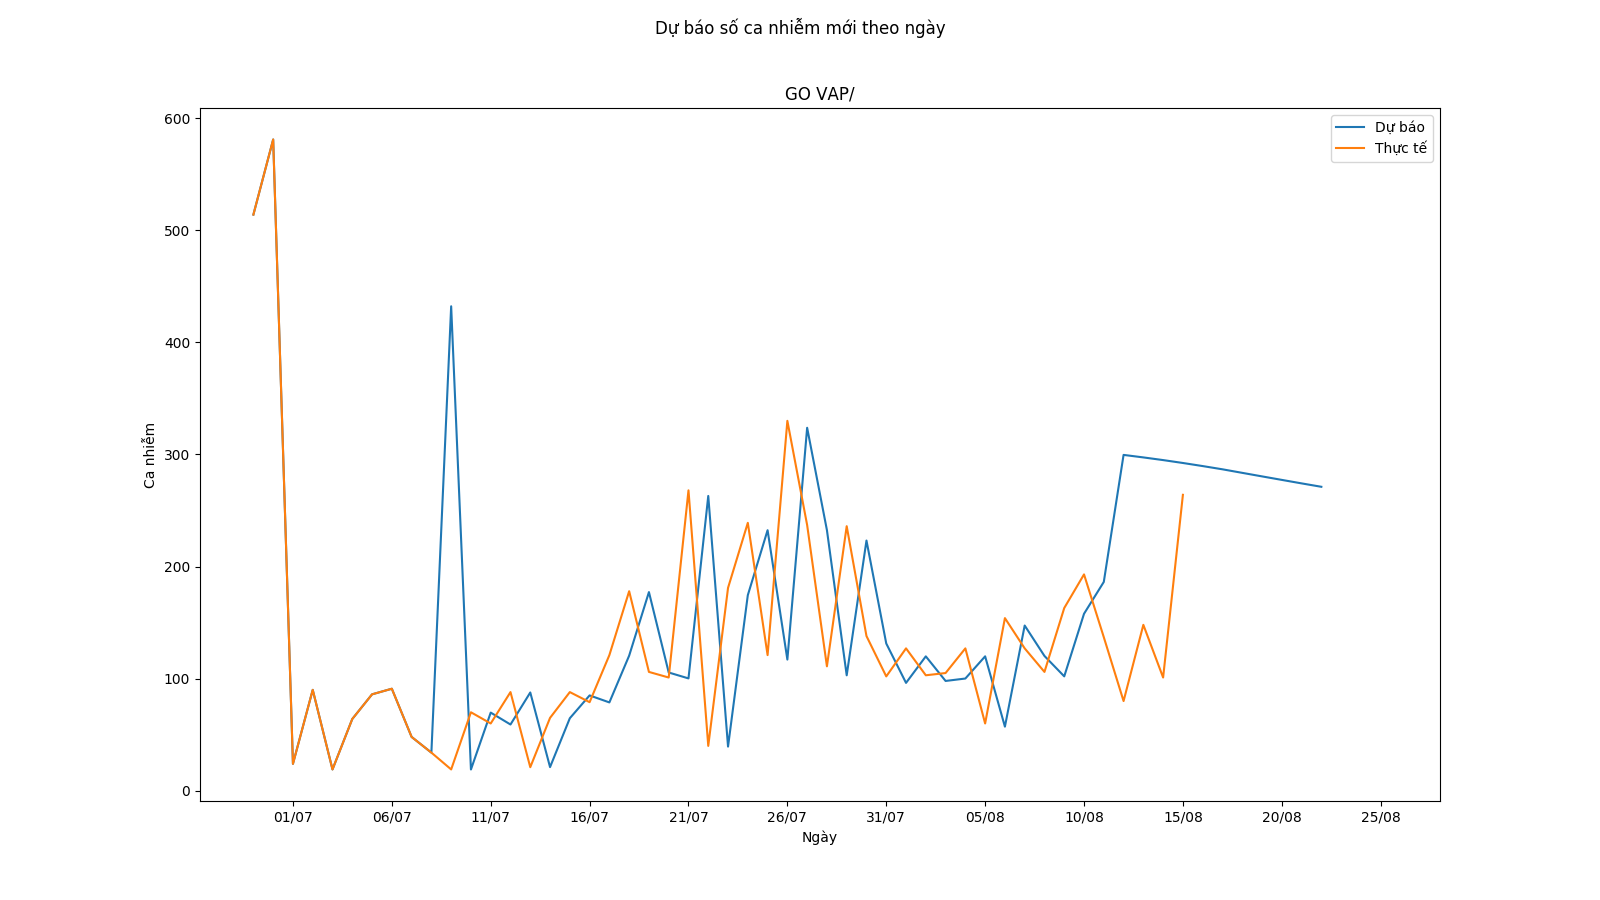 Dự báo số ca nhiễm mới theo ngày
GO VAP/
Dự báo
Thực tế
600
500
400
300
200
100
0
Ca nhiễm
01/07 06/07 11/07 16/07 21/07 26/07 31/07 05/08 10/08 15/08 20/08 25/08
Ngày